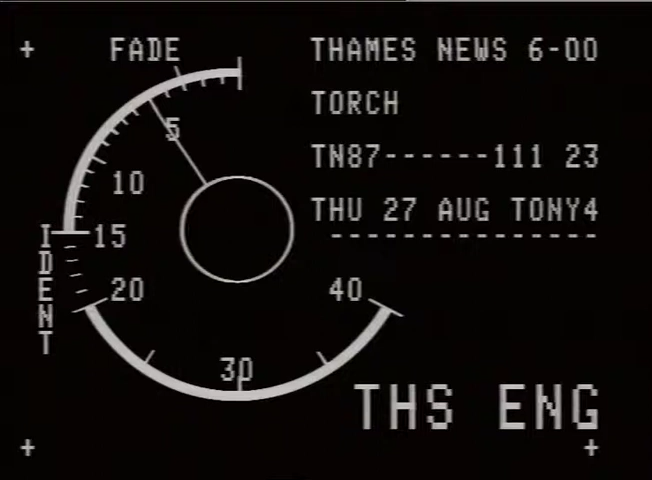 FADE
THAMES NEWS 6-00
TORCH
TN87------111 23
THU 27 AUG TONY4
---------------
5
10
15
20
30
40
IDENT
THS ENG